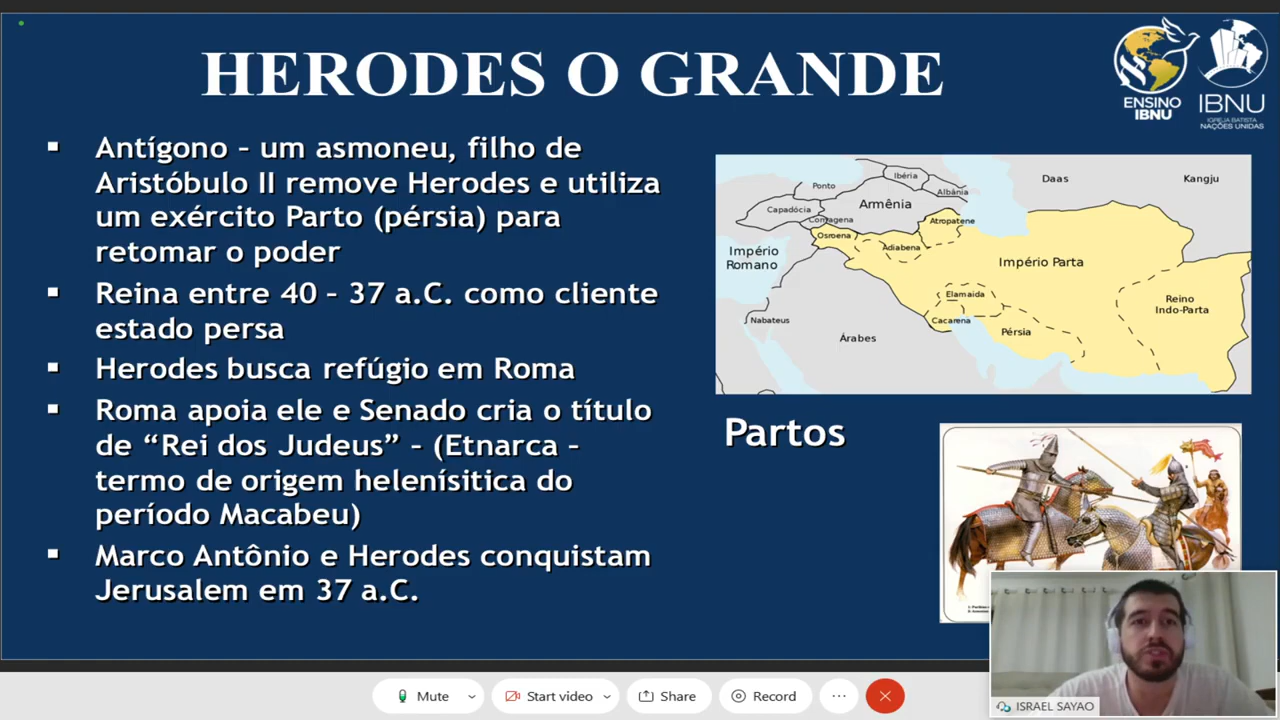 HERODES O GRANDE
ENSINO
IBNU
IBNU
IGREJA BATISTA
NAÇÕES UNIDAS
▪ Antígono – um asmoneu, filho de
Aristóbulo II remove Herodes e utiliza
um exército Parto (pérsia) para
retomar o poder
▪ Reina entre 40 – 37 a.C. como cliente
estado persa
▪ Herodes busca refúgio em Roma
▪ Roma apoia ele e Senado cria o título
de “Rei dos Judeus” – (Etnarca –
termo de origem helenísitica do
período Macabeu)
▪ Marco Antônio e Herodes conquistam
Jerusalem em 37 a.C.
Ibéria
Daas
Kangju
Ponto
Albânia
Armênia
Capadócia
Comagena
Atropatene
Osroena
Adiabena
Império
Romano
Império Parta
Elamaida
Reino
Indo-Parta
Nabateus
Cacarena
Pérsia
Árabes
Partos
Mute
Start video
Share
Record
ISRAEL SAYAO